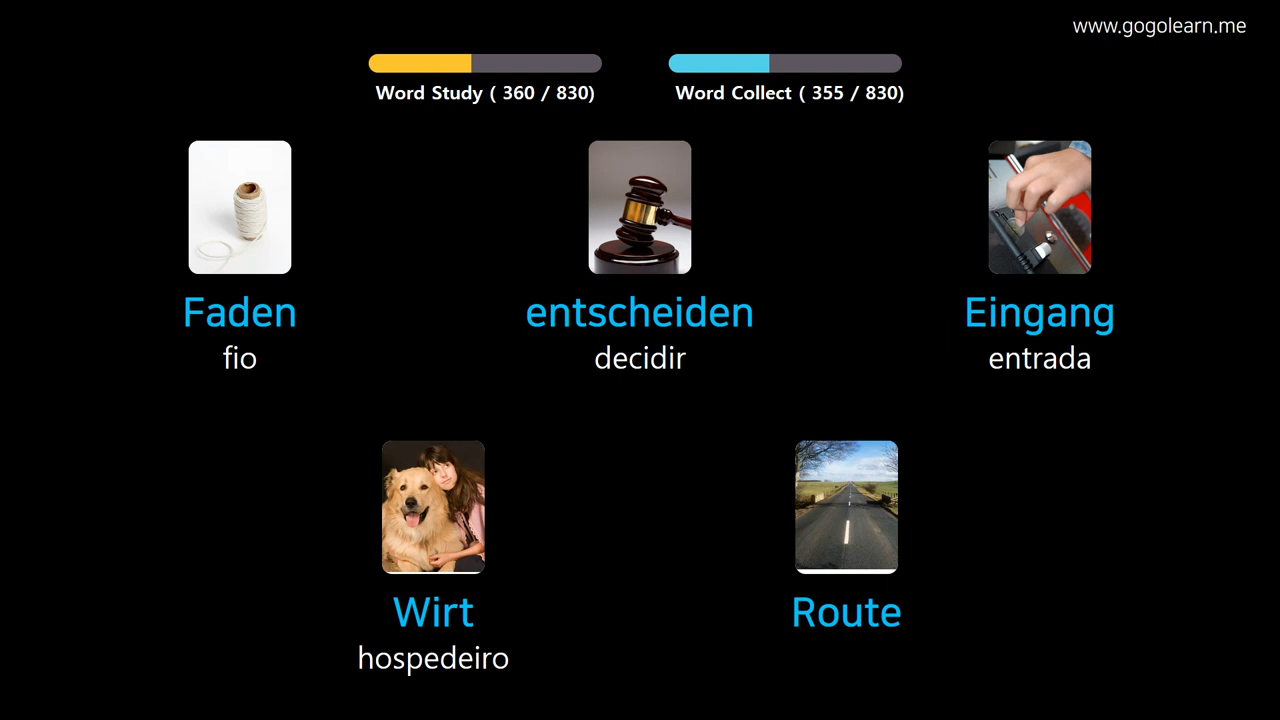 www.gogolearn.me
Word Study ( 360 / 830)
Word Collect ( 355 / 830)
Faden
fio
entscheiden
decidir
Eingang
entrada
Wirt
hospedeiro
Route